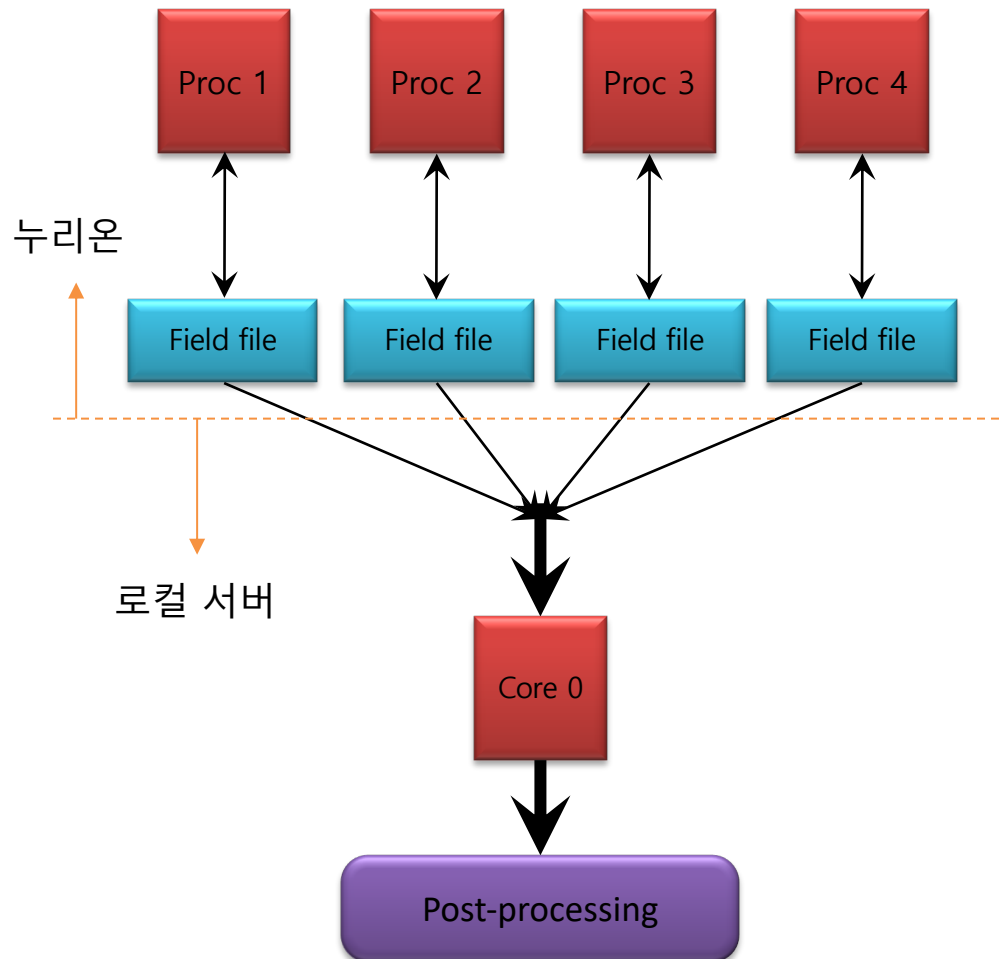 Proc 1
Proc 2
Proc 3
Proc 4
누리온
Field file
Field file
Field file
Field file
로컬 서버
Core 0
Post-processing